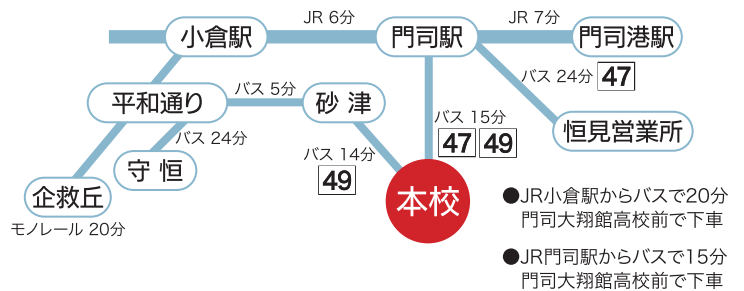 JR 6分
JR 7分
小倉駅
門司駅
門司港駅
バス 24分 47
平和通り
バス 5分
砂 津
バス 15分
47 49
恒見営業所
バス 24分
守 恒
バス 14分
49
企救丘
モノレール 20分
本校
●JR小倉駅からバスで20分
門司大翔館高校前で下車
●JR門司駅からバスで15分
門司大翔館高校前で下車